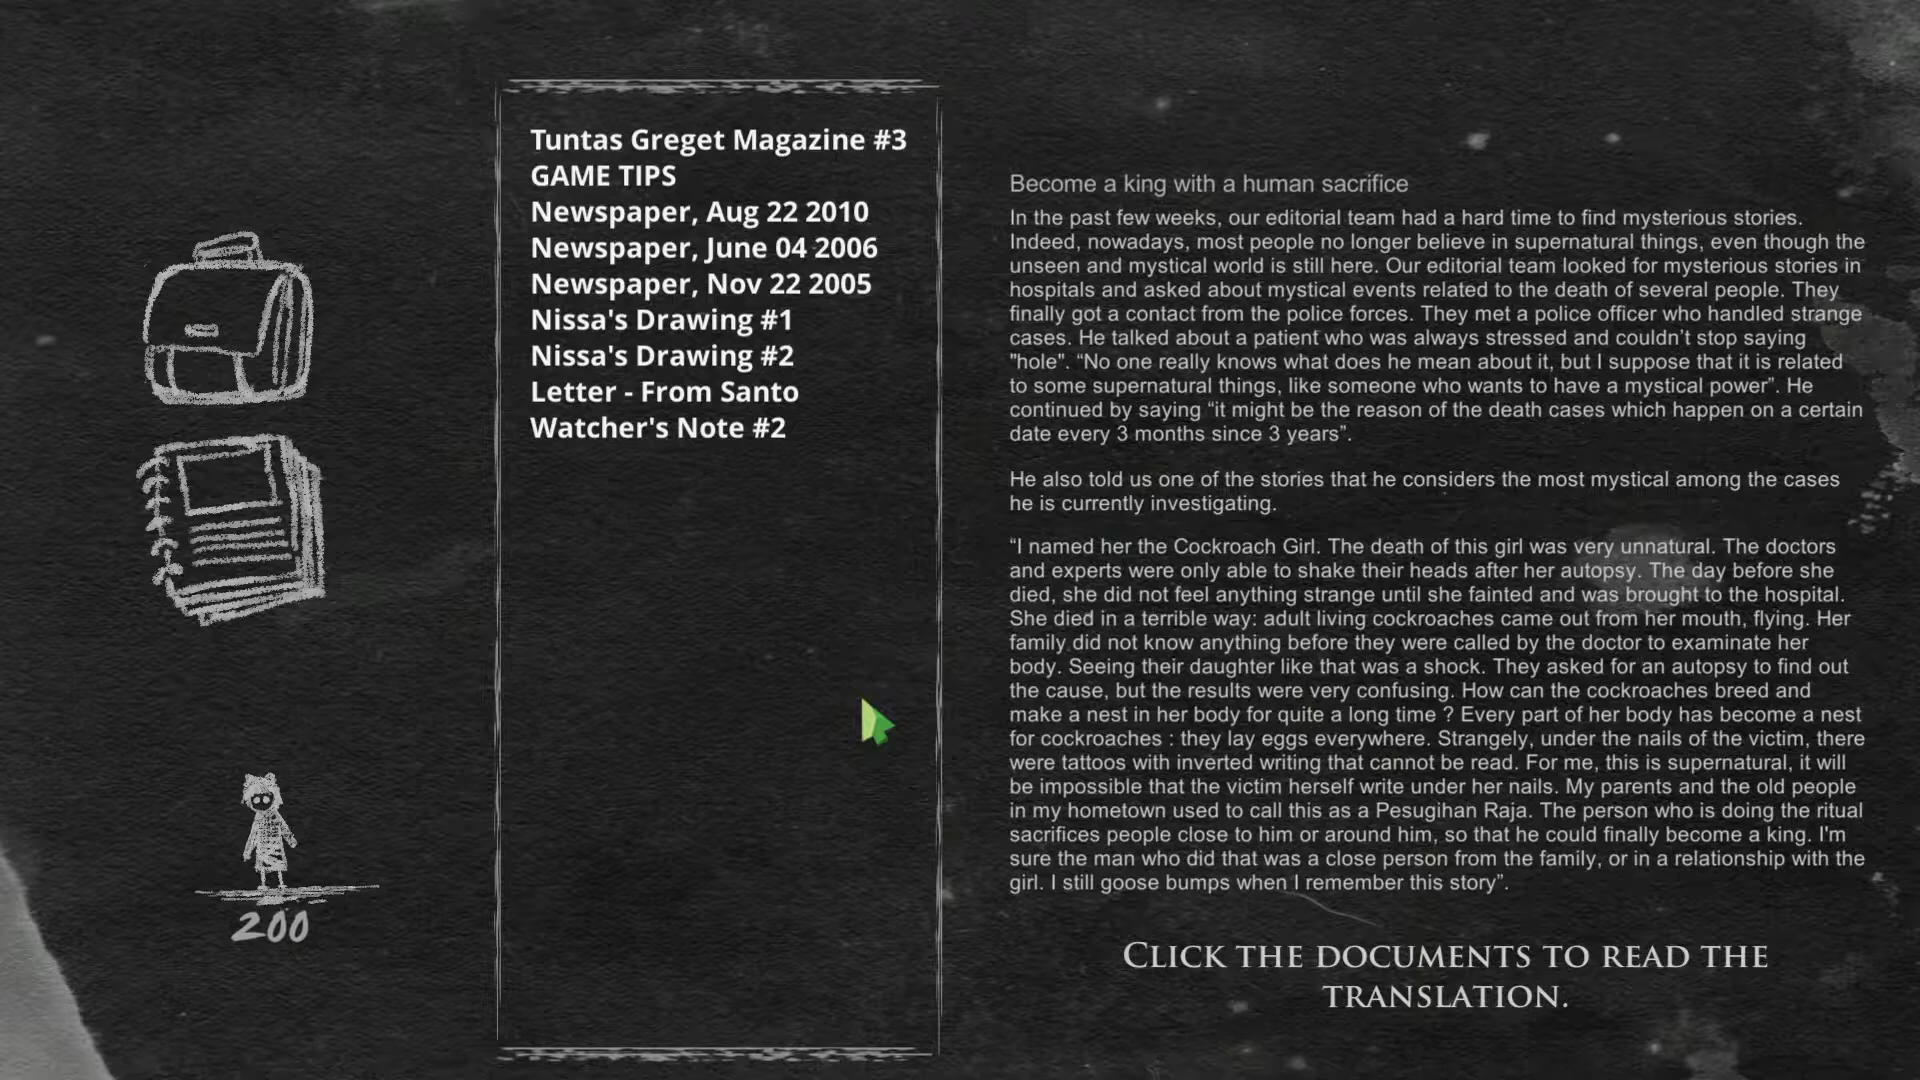 Tuntas Greget Magazine #3
GAME TIPS
Newspaper, Aug 22 2010
Newspaper, June 04 2006
Newspaper, Nov 22 2005
Nissa's Drawing #1
Nissa's Drawing #2
Letter - From Santo
Watcher's Note #2
200
Become a king with a human sacrifice
In the past few weeks, our editorial team had a hard time to find mysterious stories.
Indeed, nowadays, most people no longer believe in supernatural things, even though the
unseen and mystical world is still here. Our editorial team looked for mysterious stories in
hospitals and asked about mystical events related to the death of several people. They
finally got a contact from the police forces. They met a police officer who handled strange
cases. He talked about a patient who was always stressed and couldn’t stop saying
"hole". “No one really knows what does he mean about it, but I suppose that it is related
to some supernatural things, like someone who wants to have a mystical power”. He
continued by saying “it might be the reason of the death cases which happen on a certain
date every 3 months since 3 years”.
He also told us one of the stories that he considers the most mystical among the cases
he is currently investigating.
“I named her the Cockroach Girl. The death of this girl was very unnatural. The doctors
and experts were only able to shake their heads after her autopsy. The day before she
died, she did not feel anything strange until she fainted and was brought to the hospital.
She died in a terrible way: adult living cockroaches came out from her mouth, flying. Her
family did not know anything before they were called by the doctor to examinate her
body. Seeing their daughter like that was a shock. They asked for an autopsy to find out
the cause, but the results were very confusing. How can the cockroaches breed and
make a nest in her body for quite a long time ? Every part of her body has become a nest
for cockroaches : they lay eggs everywhere. Strangely, under the nails of the victim, there
were tattoos with inverted writing that cannot be read. For me, this is supernatural, it will
be impossible that the victim herself write under her nails. My parents and the old people
in my hometown used to call this as a Pesugihan Raja. The person who is doing the ritual
sacrifices people close to him or around him, so that he could finally become a king. I'm
sure the man who did that was a close person from the family, or in a relationship with the
girl. I still goose bumps when I remember this story”.
CLICK THE DOCUMENTS TO READ THE
TRANSLATION.